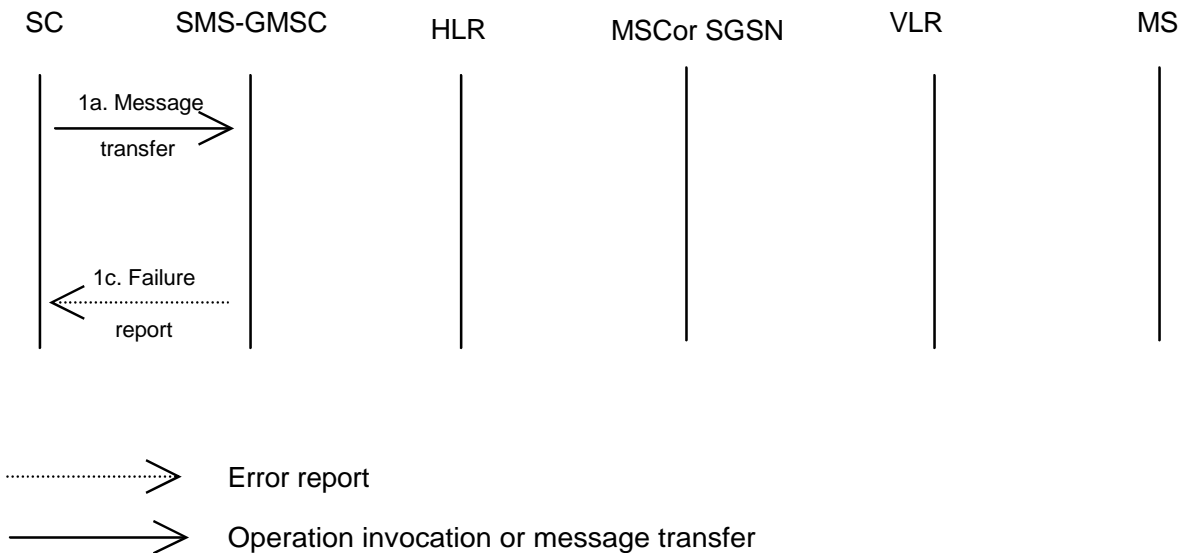 SC SMS-GMSC HLR MSCor SGSN VLR MS
1a. Message
transfer
1c. Failure
report
Error report
Operation invocation or message transfer